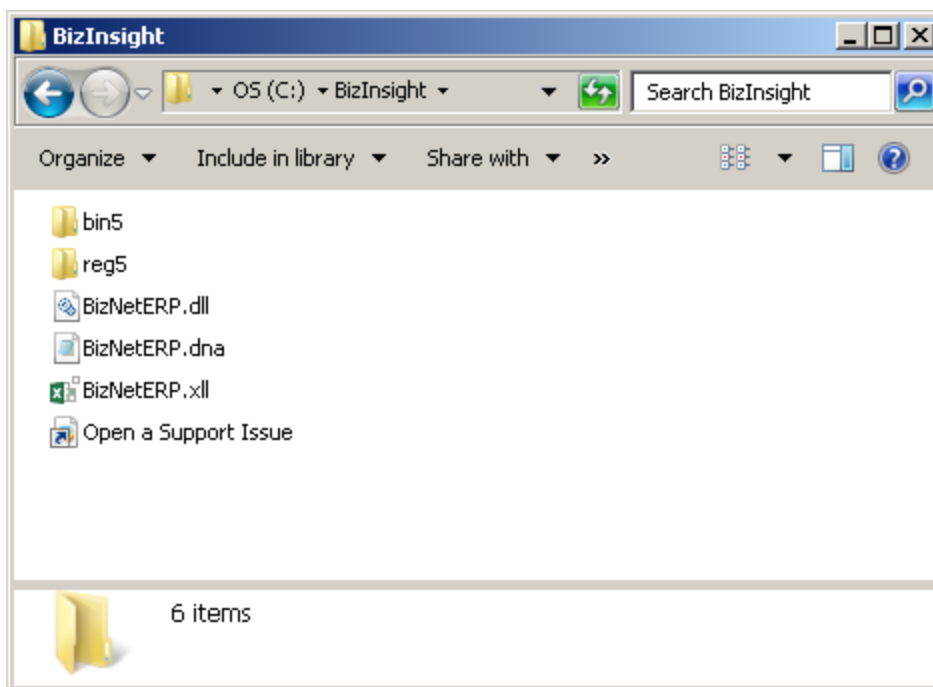 BizInsight
OS (C:) BizInsight
Search BizInsight
Organize Include in library Share with »
bin5
reg5
BizNetERP.dll
BizNetERP.dna
BizNetERP.xll
Open a Support Issue
6 items